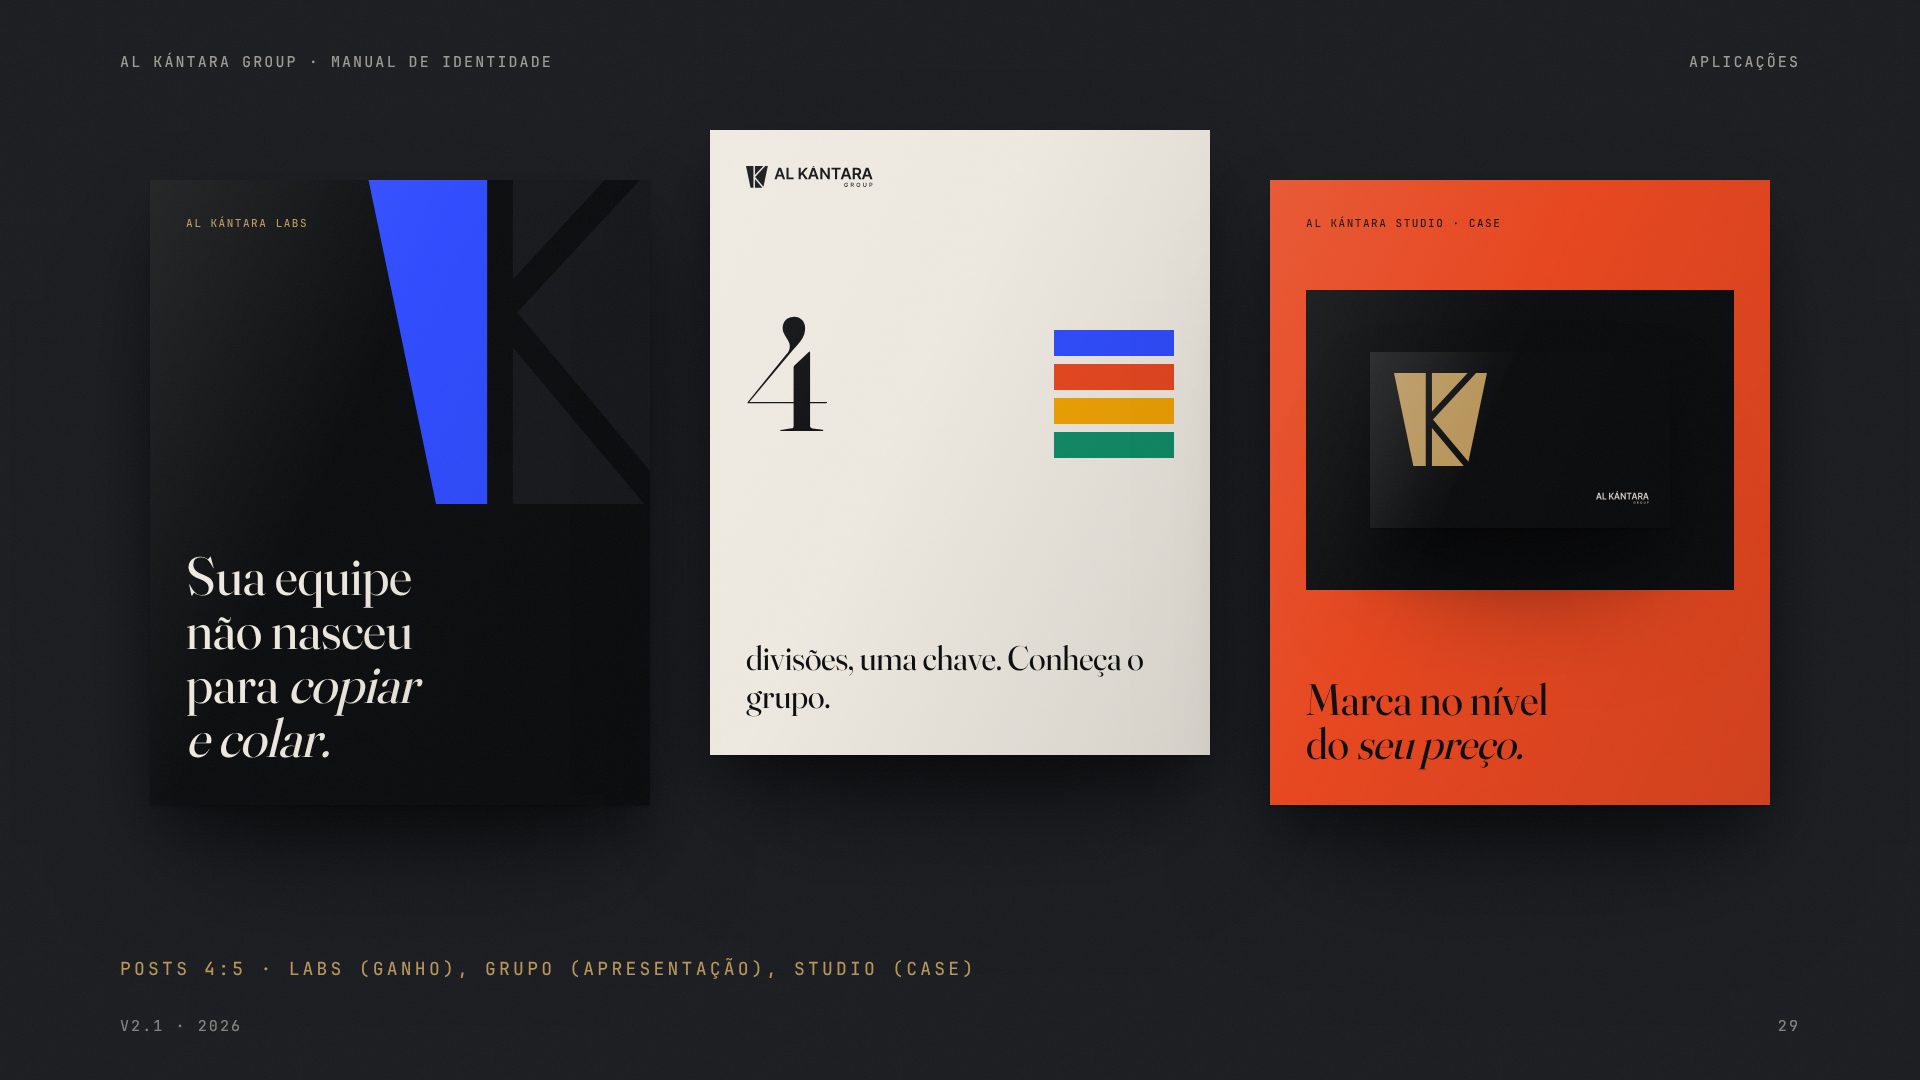 AL KÁNTARA GROUP · MANUAL DE IDENTIDADE
APLICAÇÕES
AL KÁNTARA LABS
Sua equipe
não nasceu
para copiar
e colar.
AL KÁNTARA
GROUP
4
divisões, uma chave. Conheça o
grupo.
AL KÁNTARA STUDIO · CASE
AL KÁNTARA
GROUP
Marca no nível
do seu preço.
POSTS 4:5 · LABS (GANHO), GRUPO (APRESENTAÇÃO), STUDIO (CASE)
V2.1 · 2026
29